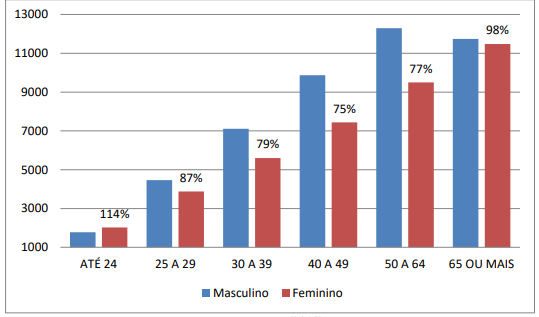 13000
11000
9000
7000
5000
3000
1000
114%
87%
79%
75%
77%
98%
ATÉ 24
25 A 29
30 A 39
40 A 49
50 A 64
65 OU MAIS
Masculino
Feminino